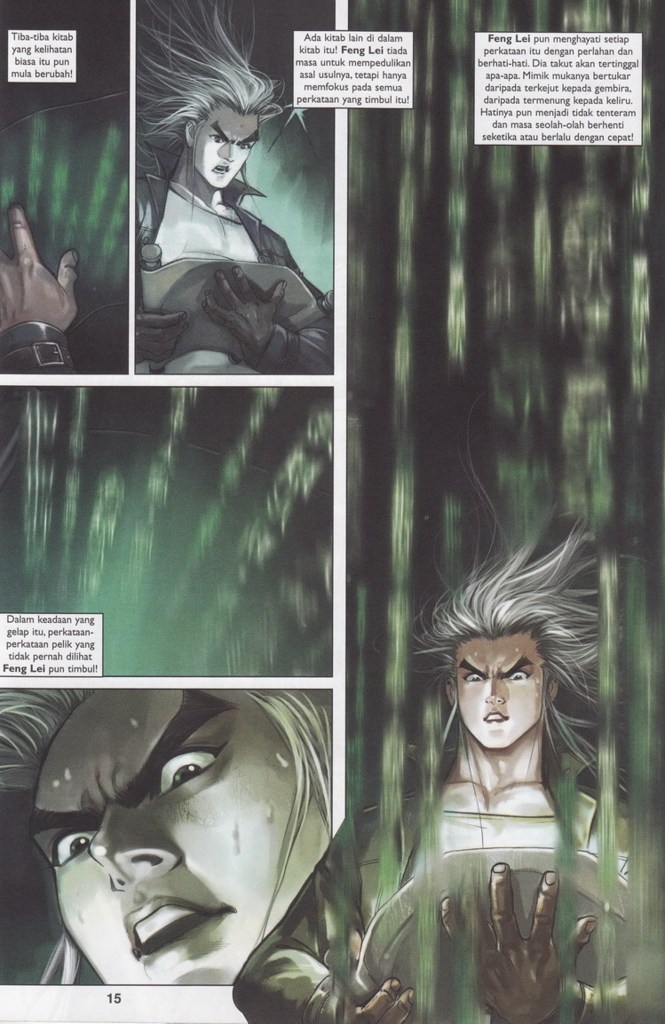 Tiba-tiba kitab
yang kelihatan
biasa itu pun
mula berubah!
Ada kitab lain di dalam
kitab itu! Feng Lei tiada
masa untuk mempedulikan
asal usulnya, tetapi hanya
memfokus pada semua
perkataan yang timbul itu!
Feng Lei pun menghayati setiap
perkataan itu dengan perlahan dan
berhati-hati. Dia takut akan tertinggal
apa-apa. Mimik mukanya bertukar
daripada terkejut kepada gembira,
daripada termenung kepada keliru.
Hatinya pun menjadi tidak tenteram
dan masa seolah-olah berhenti
seketika atau berlalu dengan cepat!
Dalam keadaan yang
gelap itu, perkataan-
perkataan pelik yang
tidak pernah dilihat
Feng Lei pun timbul!
15